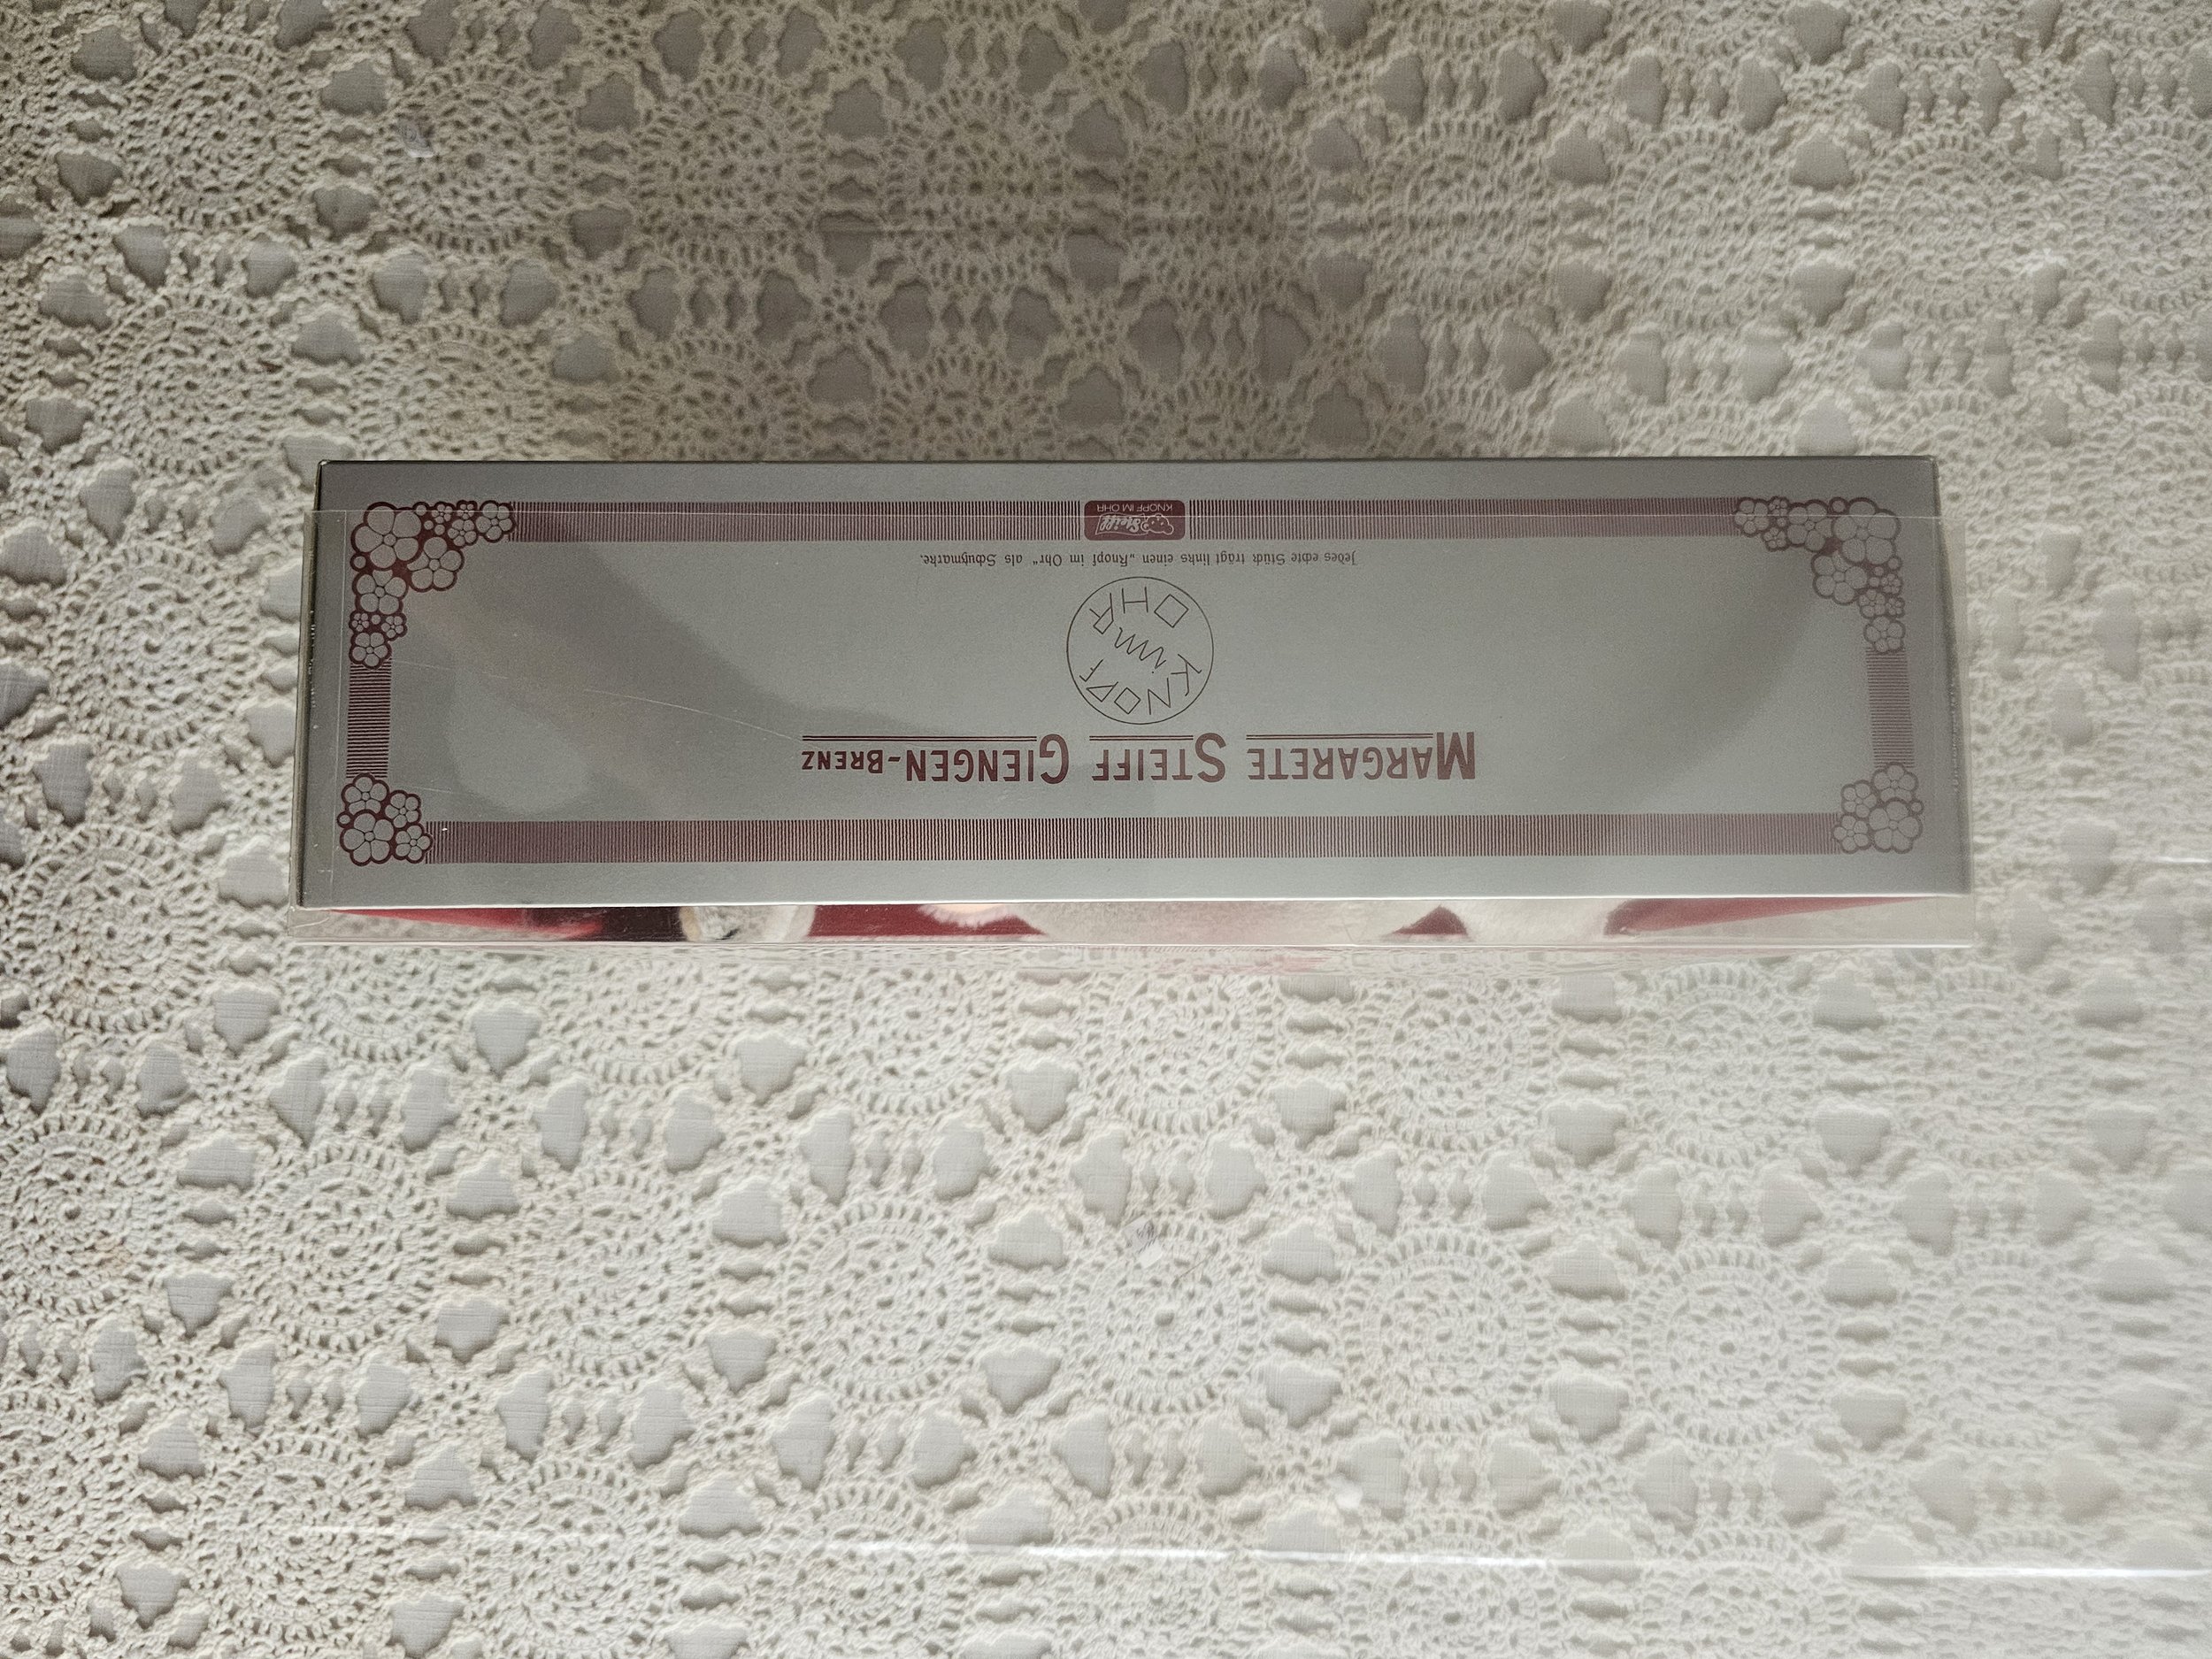 MARGARETE STEIFF GIENGEN-BRENZ
KNOPF
im
OHR
Jedes echte Stück trägt links einen „Knopf im Ohr“ als Schutzmarke.
Steiff
KNOPF IM OHR